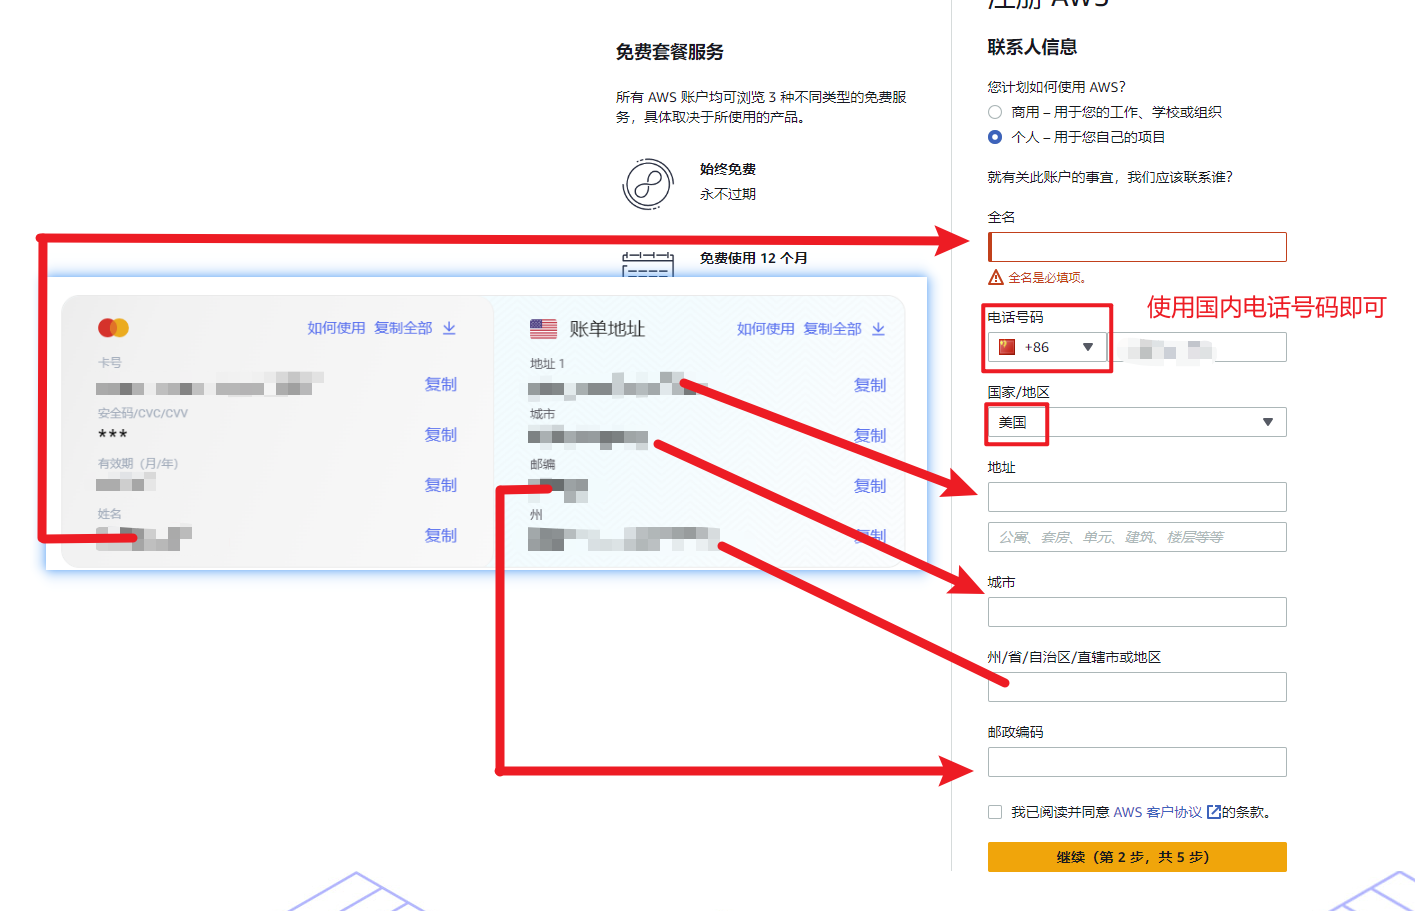 注册 AWS
免费套餐服务
所有 AWS 账户均可浏览 3 种不同类型的免费服
务，具体取决于所使用的产品。
始终免费
永不过期
免费使用 12 个月
如何使用 复制全部
卡号
复制
安全码/CVC/CVV
***
复制
有效期（月/年）
复制
姓名
复制
账单地址
如何使用 复制全部
地址 1
复制
城市
复制
邮编
复制
州
复制
联系人信息
您计划如何使用 AWS？
商用 – 用于您的工作、学校或组织
个人 – 用于您自己的项目
就有关此账户的事宜，我们应该联系谁？
全名
全名是必填项。
使用国内电话号码即可
电话号码
+86
国家/地区
美国
地址
公寓、套房、单元、建筑、楼层等等
城市
州/省/自治区/直辖市或地区
邮政编码
我已阅读并同意 AWS 客户协议 的条款。
继续（第 2 步，共 5 步）